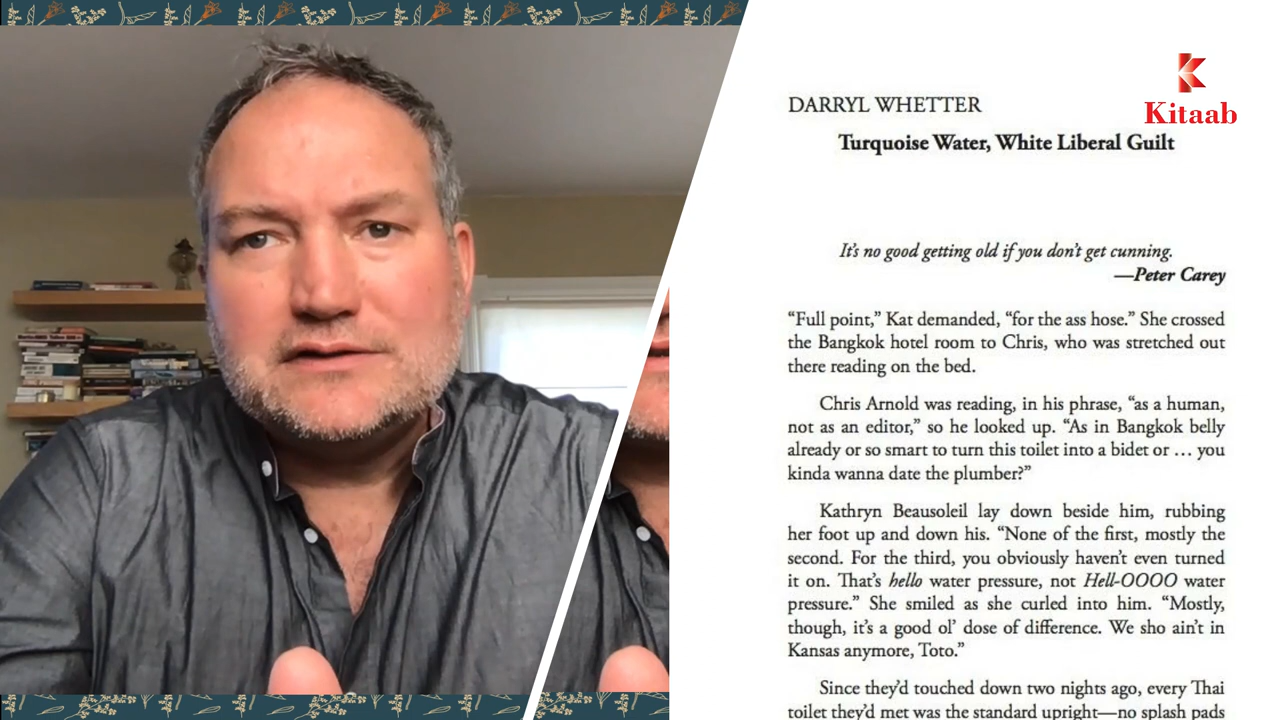 Kitaab
DARRYL WHETTER
Turquoise Water, White Liberal Guilt
It’s no good getting old if you don’t get cunning.
—Peter Carey
“Full point,” Kat demanded, “for the ass hose.” She crossed
the Bangkok hotel room to Chris, who was stretched out
there reading on the bed.
Chris Arnold was reading, in his phrase, “as a human,
not as an editor,” so he looked up. “As in Bangkok belly
already or so smart to turn this toilet into a bidet or … you
kinda wanna date the plumber?”
Kathryn Beausoleil lay down beside him, rubbing
her foot up and down his. “None of the first, mostly the
second. For the third, you obviously haven’t even turned
it on. That’s hello water pressure, not Hell-OOOO water
pressure.” She smiled as she curled into him. “Mostly,
though, it’s a good ol’ dose of difference. We sho ain’t in
Kansas anymore, Toto.”
Since they’d touched down two nights ago, every Thai
toilet they’d met was the standard upright—no splash pads